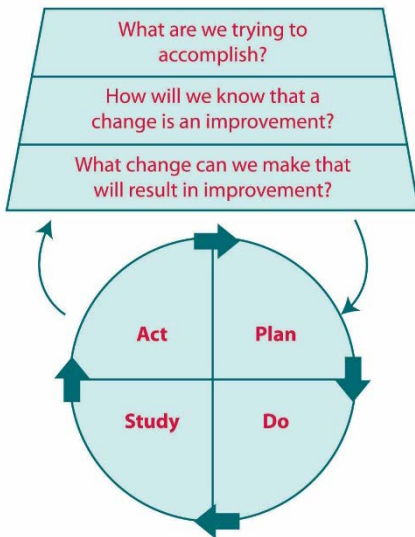 What are we trying to
accomplish?
How will we know that a
change is an improvement?
What change can we make that
will result in improvement?
Act
Plan
Study
Do